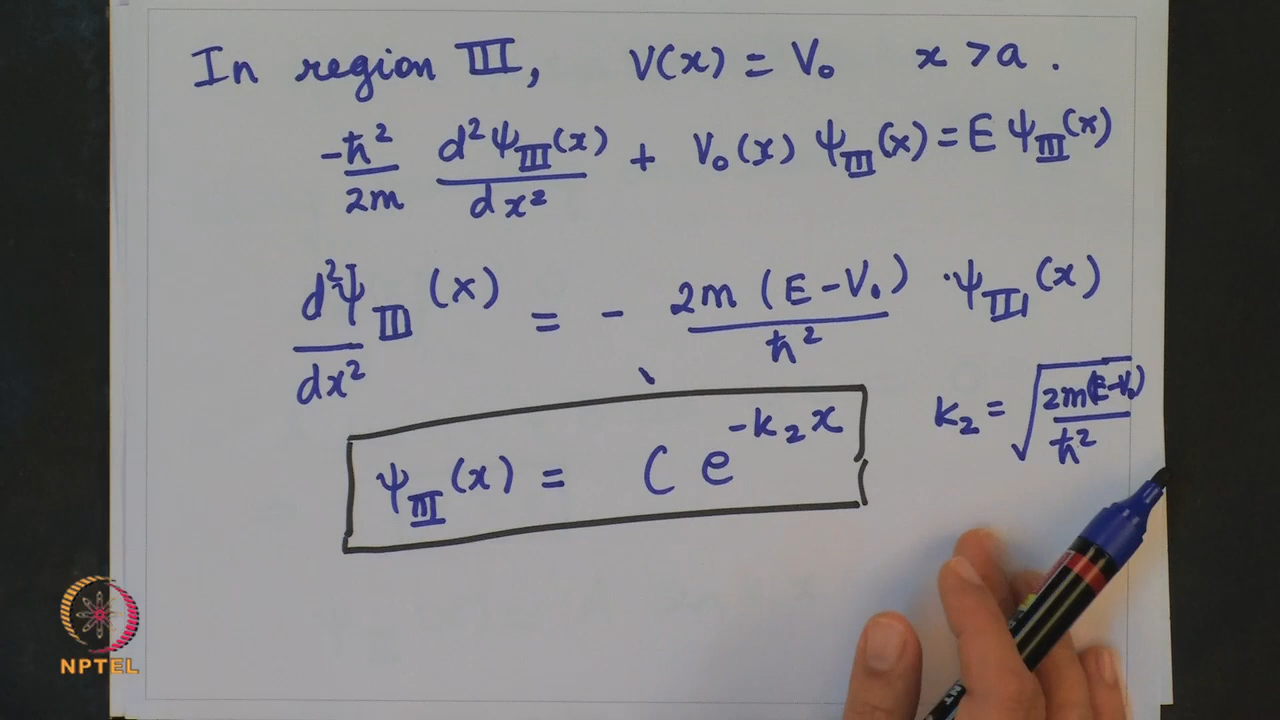 In region III, V(x) = V₀ x > a .
-ħ²/2m d²ψ_III(x)/dx² + V₀(x) ψ_III(x) = E ψ_III(x)
d²ψ_III(x)/dx² = - 2m(E-V₀)/ħ² · ψ_III(x)
k₂ = √(2m(E-V₀)/ħ²)
ψ_III(x) = C e^(-k₂x)
NPTEL